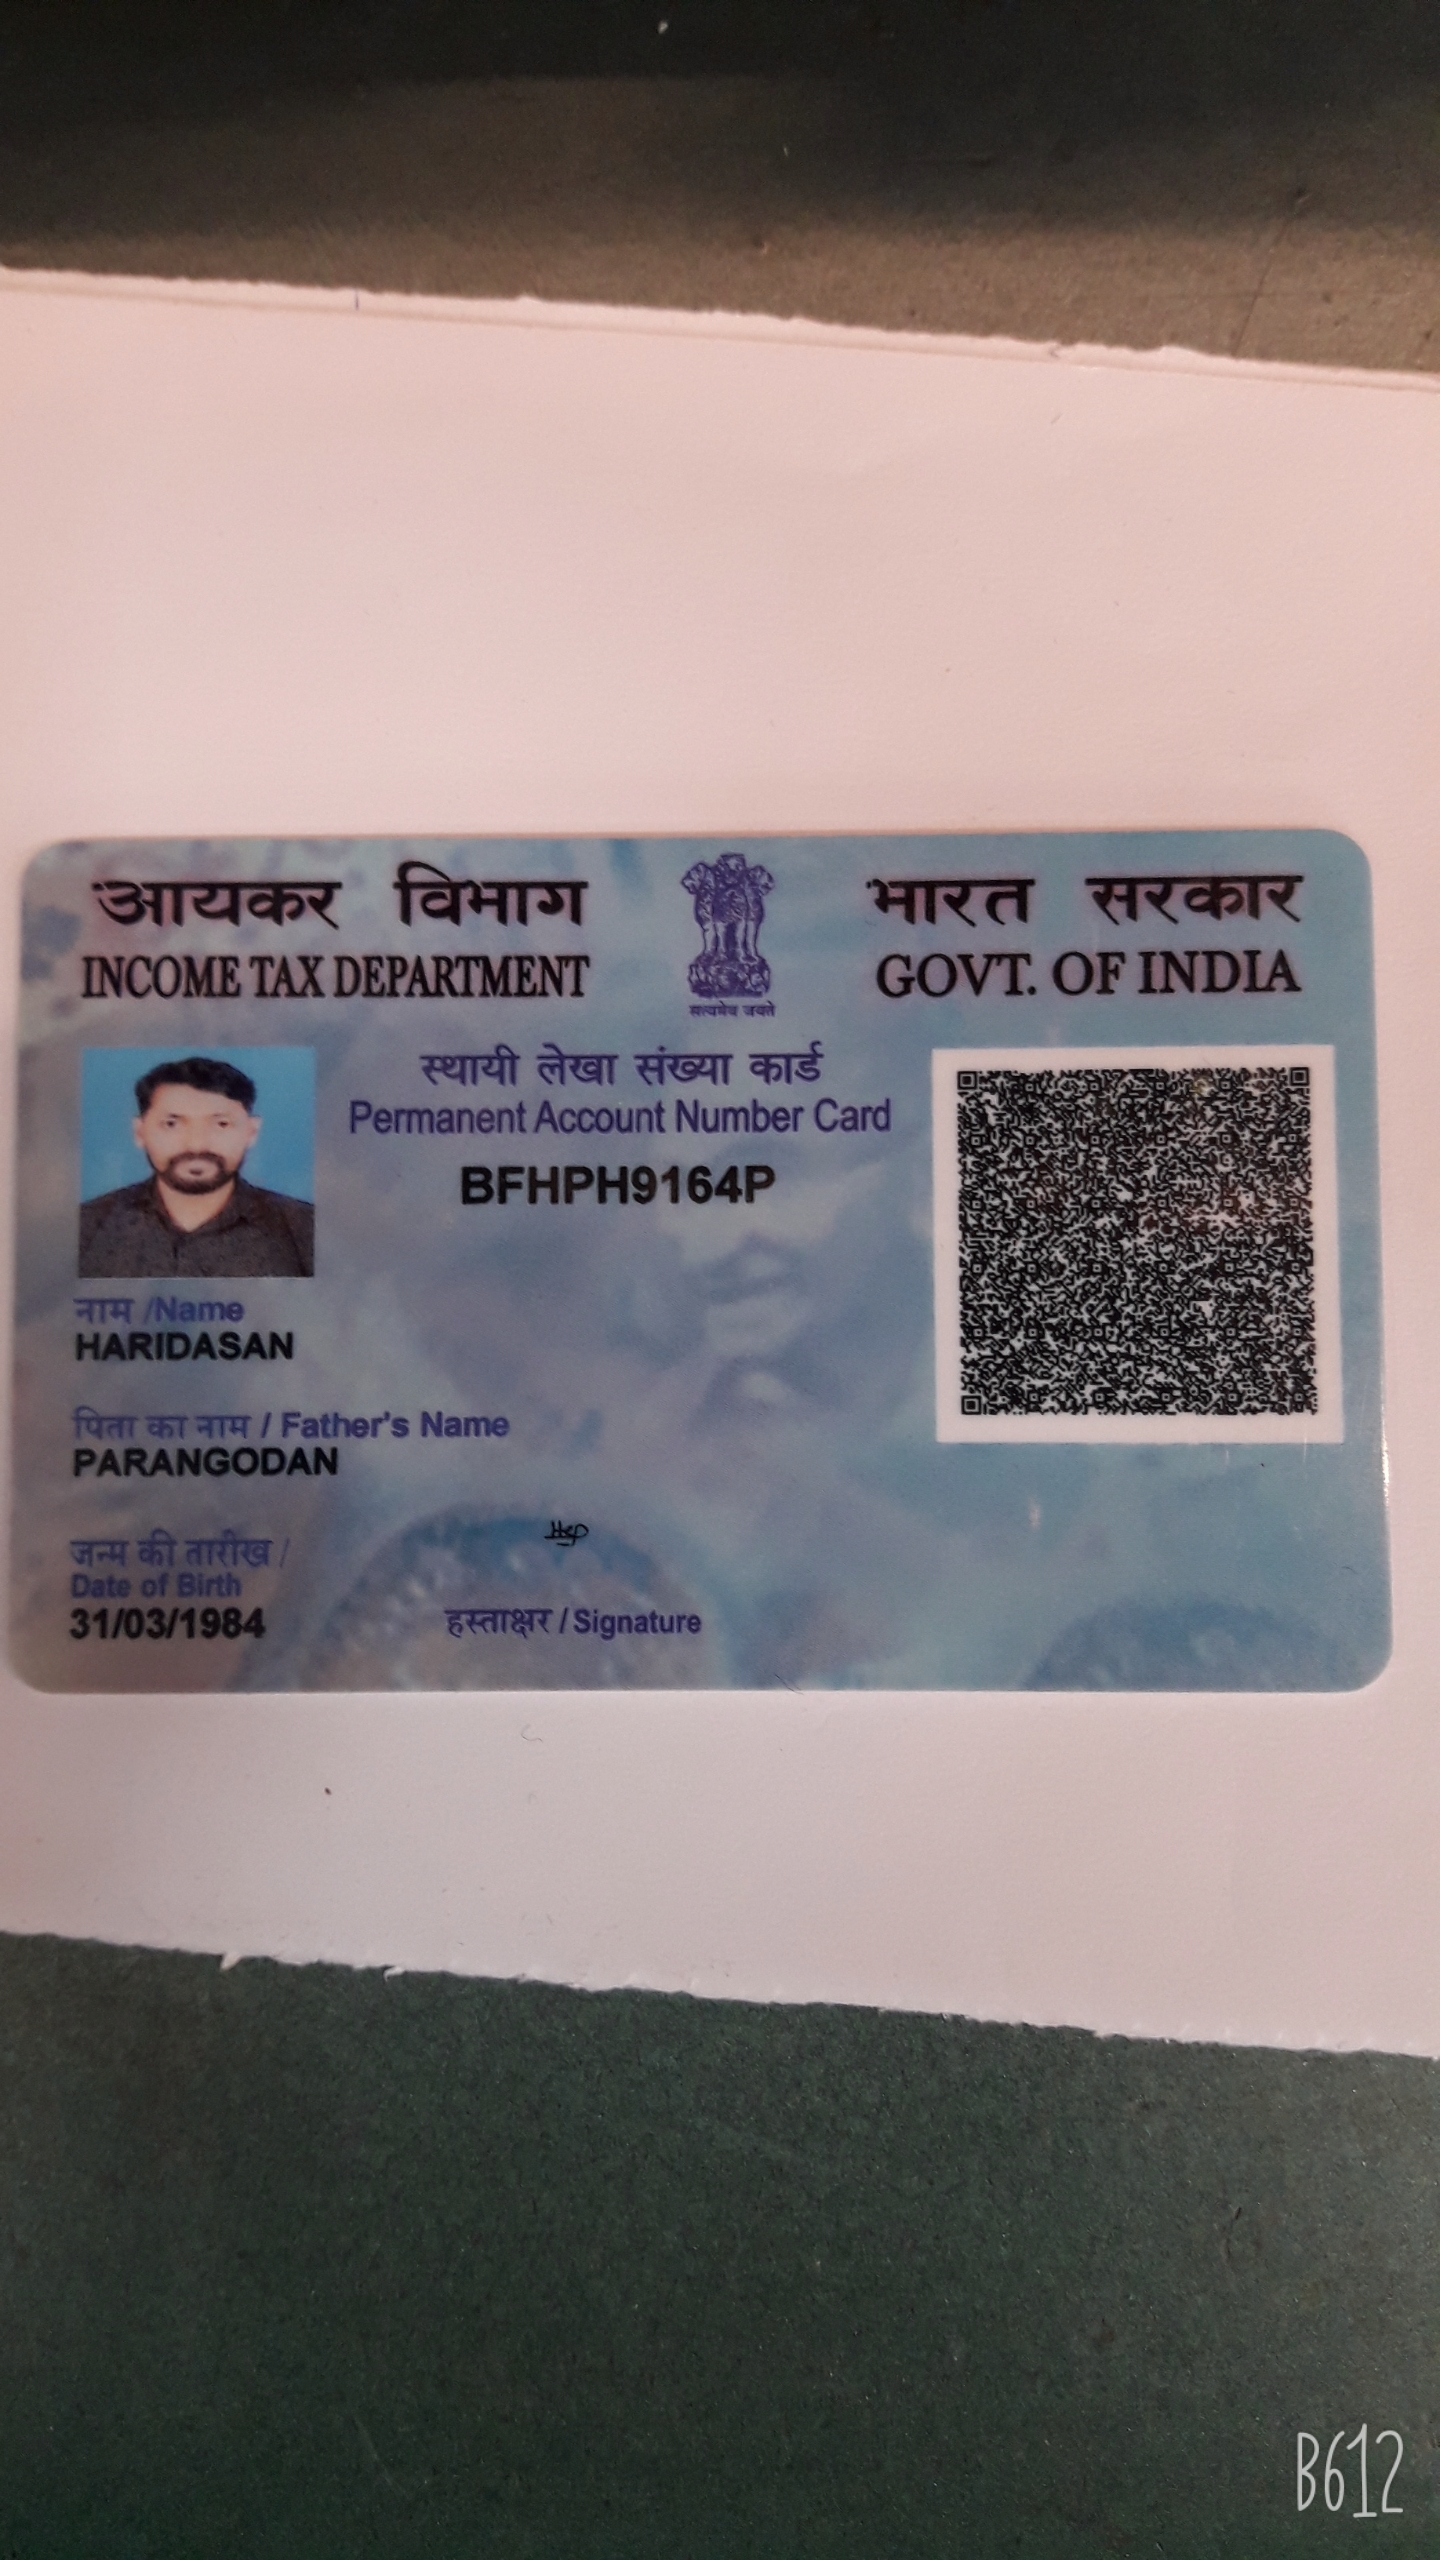 आयकर विभाग
INCOME TAX DEPARTMENT
सत्यमेव जयते
भारत सरकार
GOVT. OF INDIA
स्थायी लेखा संख्या कार्ड
Permanent Account Number Card
BFHPH9164P
नाम /Name
HARIDASAN
पिता का नाम / Father's Name
PARANGODAN
जन्म की तारीख /
Date of Birth
31/03/1984
हस्ताक्षर / Signature
B612